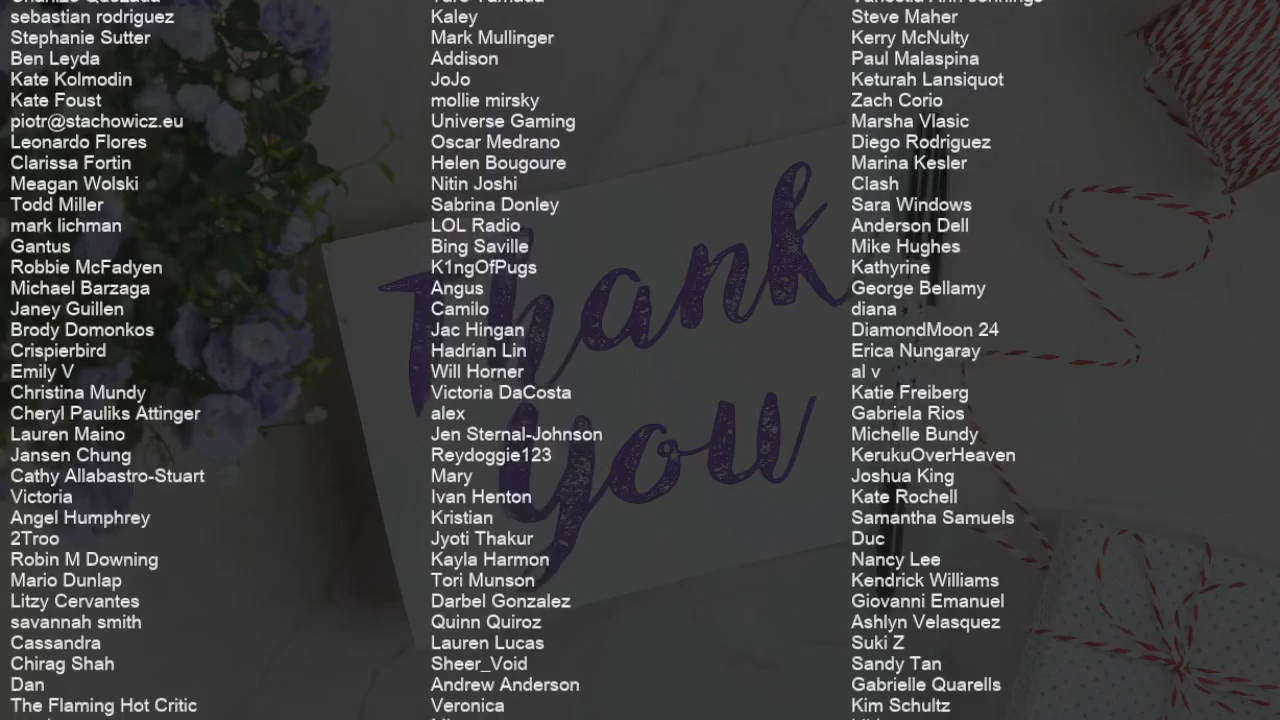 sebastian rodriguez
Stephanie Sutter
Ben Leyda
Kate Kolmodin
Kate Foust
piotr@stachowicz.eu
Leonardo Flores
Clarissa Fortin
Meagan Wolski
Todd Miller
mark lichman
Gantus
Robbie McFadyen
Michael Barzaga
Janey Guillen
Brody Domonkos
Crispierbird
Emily V
Christina Mundy
Cheryl Pauliks Attinger
Lauren Maino
Jansen Chung
Cathy Allabastro-Stuart
Victoria
Angel Humphrey
2Troo
Robin M Downing
Mario Dunlap
Litzy Cervantes
savannah smith
Cassandra
Chirag Shah
Dan
The Flaming Hot Critic
Kaley
Mark Mullinger
Addison
JoJo
mollie mirsky
Universe Gaming
Oscar Medrano
Helen Bougoure
Nitin Joshi
Sabrina Donley
LOL Radio
Bing Saville
K1ngOfPugs
Angus
Camilo
Jac Hingan
Hadrian Lin
Will Horner
Victoria DaCosta
alex
Jen Sternal-Johnson
Reydoggie123
Mary
Ivan Henton
Kristian
Jyoti Thakur
Kayla Harmon
Tori Munson
Darbel Gonzalez
Quinn Quiroz
Lauren Lucas
Sheer_Void
Andrew Anderson
Veronica
Steve Maher
Kerry McNulty
Paul Malaspina
Keturah Lansiquot
Zach Corio
Marsha Vlasic
Diego Rodriguez
Marina Kesler
Clash
Sara Windows
Anderson Dell
Mike Hughes
Kathyrine
George Bellamy
diana
DiamondMoon 24
Erica Nungaray
al v
Katie Freiberg
Gabriela Rios
Michelle Bundy
KerukuOverHeaven
Joshua King
Kate Rochell
Samantha Samuels
Duc
Nancy Lee
Kendrick Williams
Giovanni Emanuel
Ashlyn Velasquez
Suki Z
Sandy Tan
Gabrielle Quarells
Kim Schultz
Thank
you